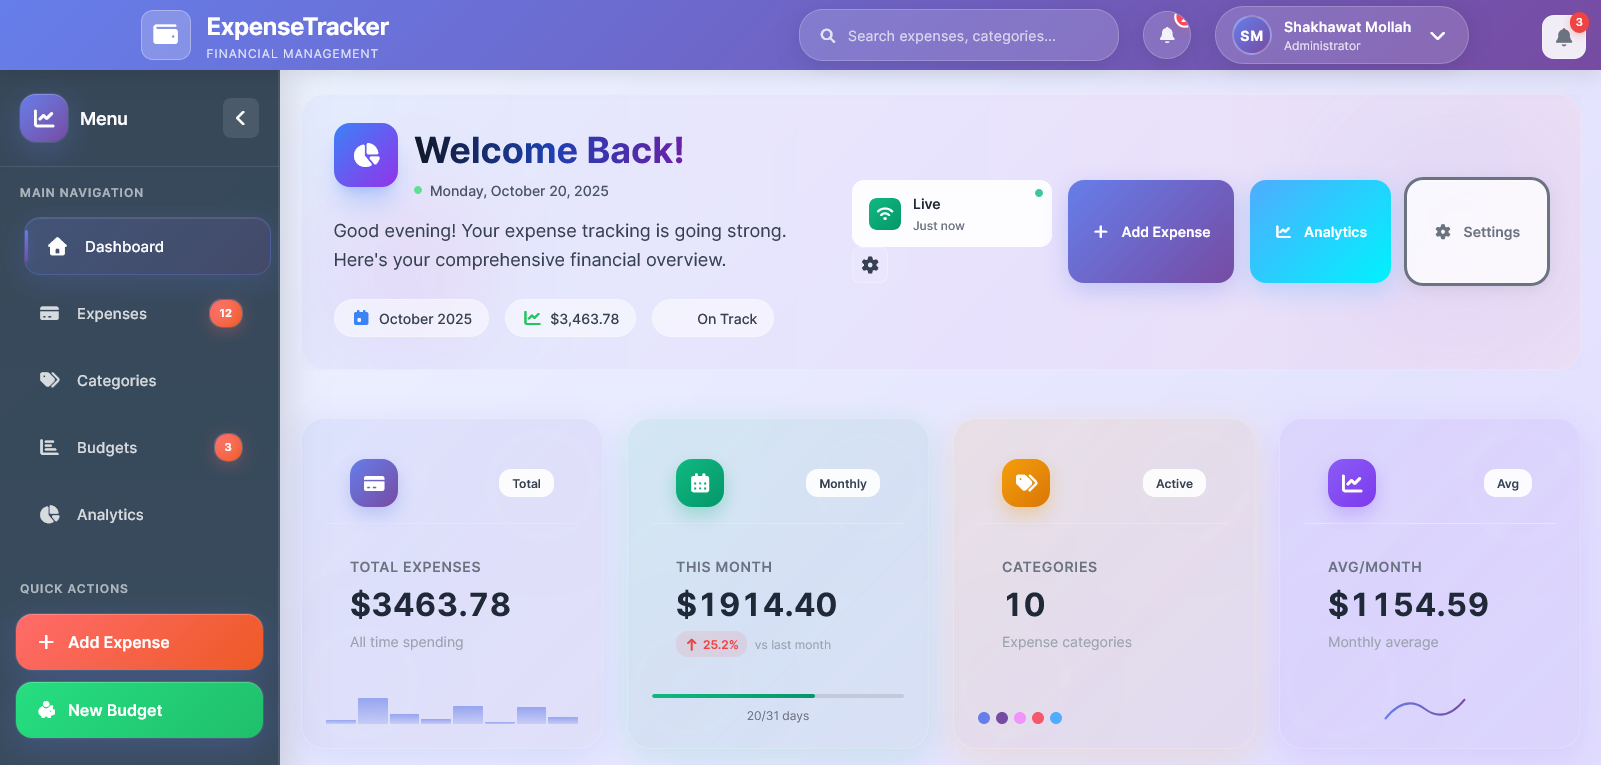 ExpenseTracker
FINANCIAL MANAGEMENT
Search expenses, categories...
SM
Shakhawat Mollah
Administrator
3
Menu
MAIN NAVIGATION
Dashboard
Expenses
12
Categories
Budgets
3
Analytics
QUICK ACTIONS
Add Expense
New Budget
Welcome Back!
Monday, October 20, 2025
Good evening! Your expense tracking is going strong.
Here's your comprehensive financial overview.
October 2025
$3,463.78
On Track
Live
Just now
Add Expense
Analytics
Settings
Total
TOTAL EXPENSES
$3463.78
All time spending
Monthly
THIS MONTH
$1914.40
25.2% vs last month
20/31 days
Active
CATEGORIES
10
Expense categories
Avg
AVG/MONTH
$1154.59
Monthly average